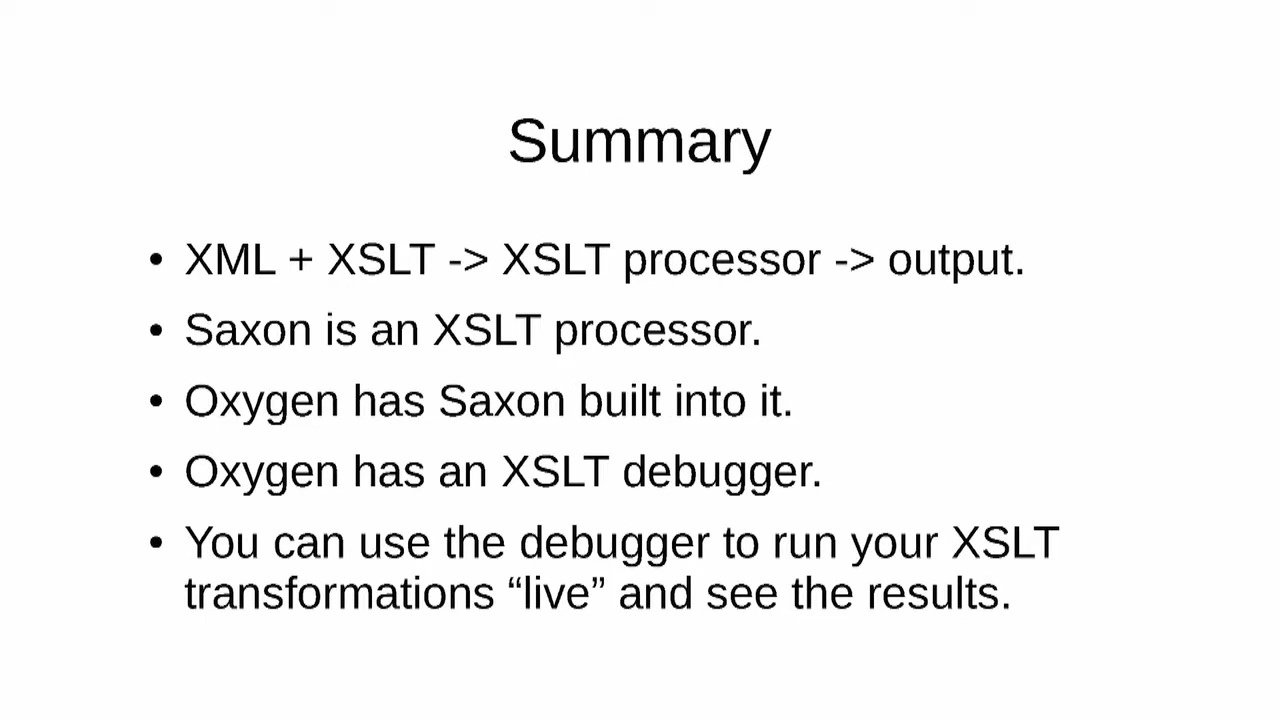 Summary
• XML + XSLT -> XSLT processor -> output.
• Saxon is an XSLT processor.
• Oxygen has Saxon built into it.
• Oxygen has an XSLT debugger.
• You can use the debugger to run your XSLT
transformations “live” and see the results.